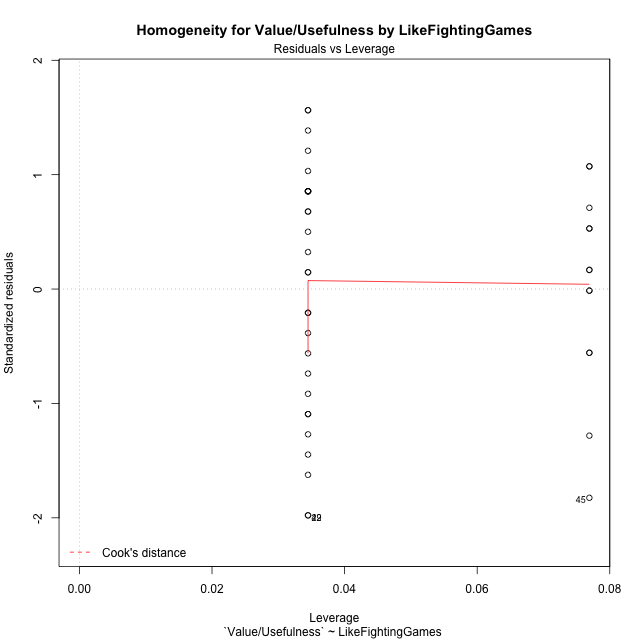 Homogeneity for Value/Usefulness by LikeFightingGames
Residuals vs Leverage
Standardized residuals
2
1
0
-1
-2
45
Cook's distance
0.00 0.02 0.04 0.06 0.08
Leverage
`Value/Usefulness` ~ LikeFightingGames